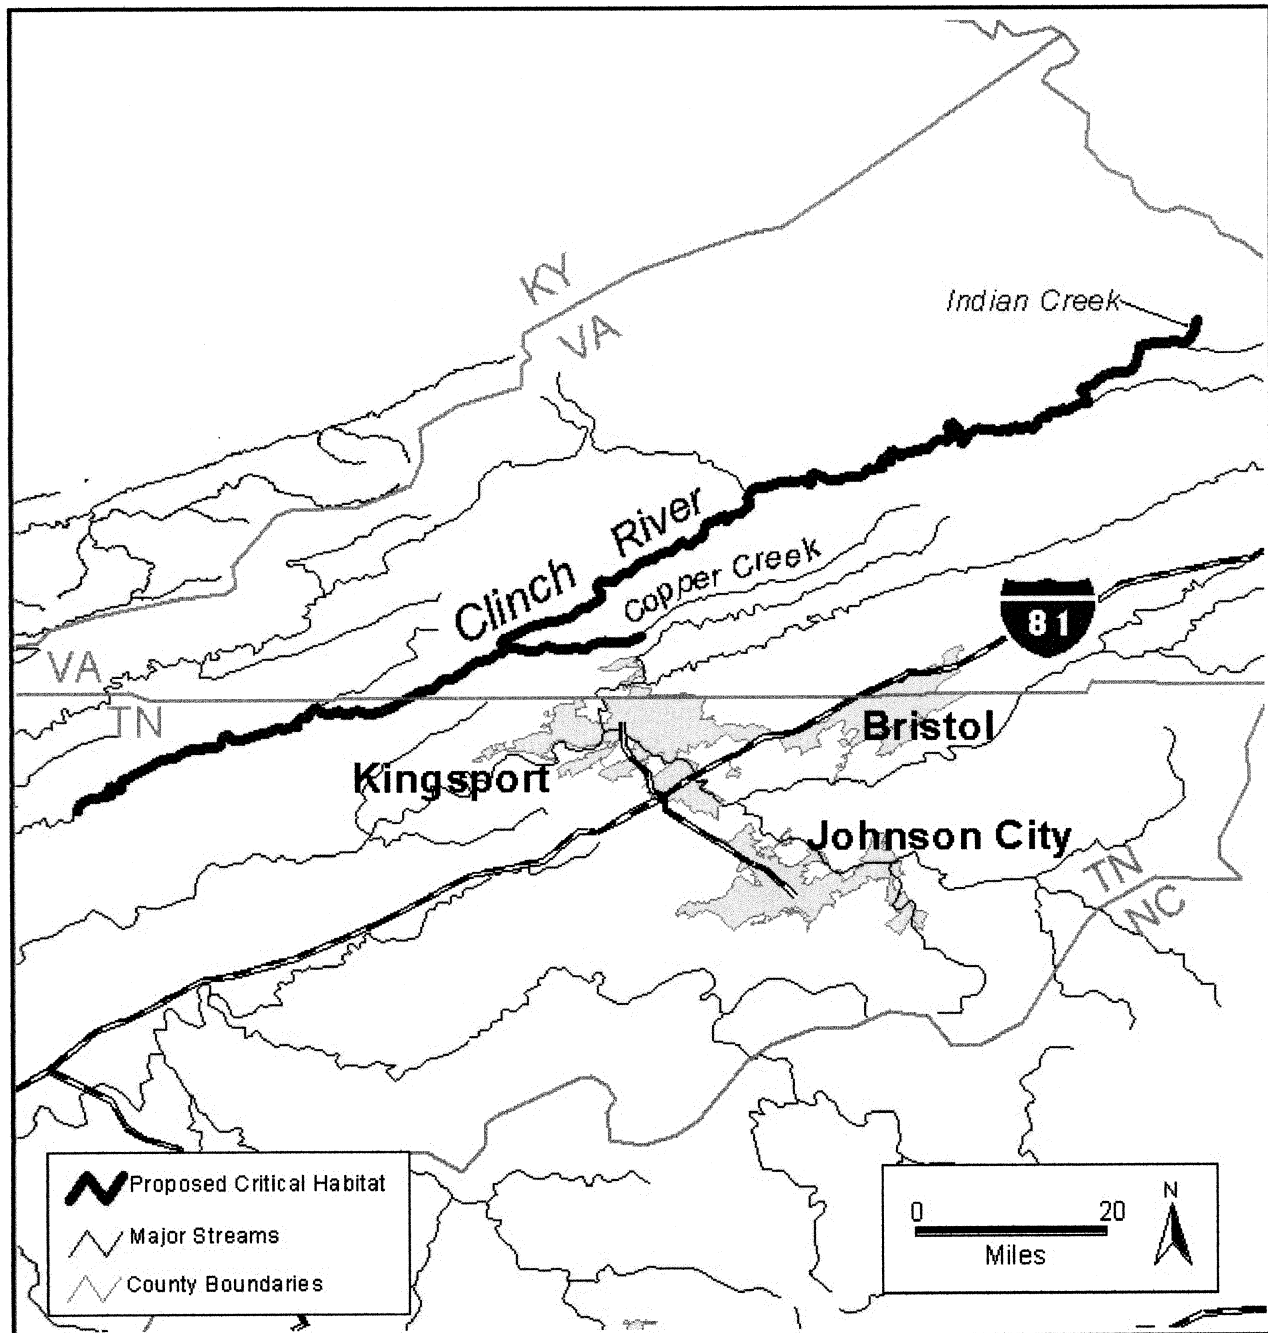 KY
VA
Indian Creek
Clinch River
Copper Creek
81
VA
TN
Bristol
Kingsport
Johnson City
TN
NC
Proposed Critical Habitat
Major Streams
County Boundaries
0 20
Miles
N